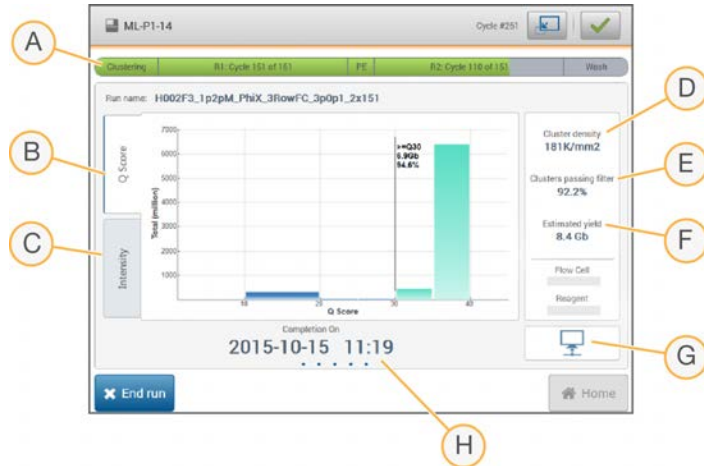 ML-P1-14
Cycle #251
Clustering
R1: Cycle 151 of 151
PE
R2: Cycle 110 of 151
Wash
Run name: H002F3_1p2pM_PhiX_3RowFC_3p0p1_2x151
Q Score
Intensity
Total (million)
7000
6000
5000
4000
3000
2000
1000
>=Q30
6.9Gb
94.6%
10
20
30
40
Q Score
Cluster density
181K/mm2
Clusters passing filter
92.2%
Estimated yield
8.4 Gb
Flow Cell
Reagent
Completion On
2015-10-15 11:19
End run
Home
A
B
C
D
E
F
G
H